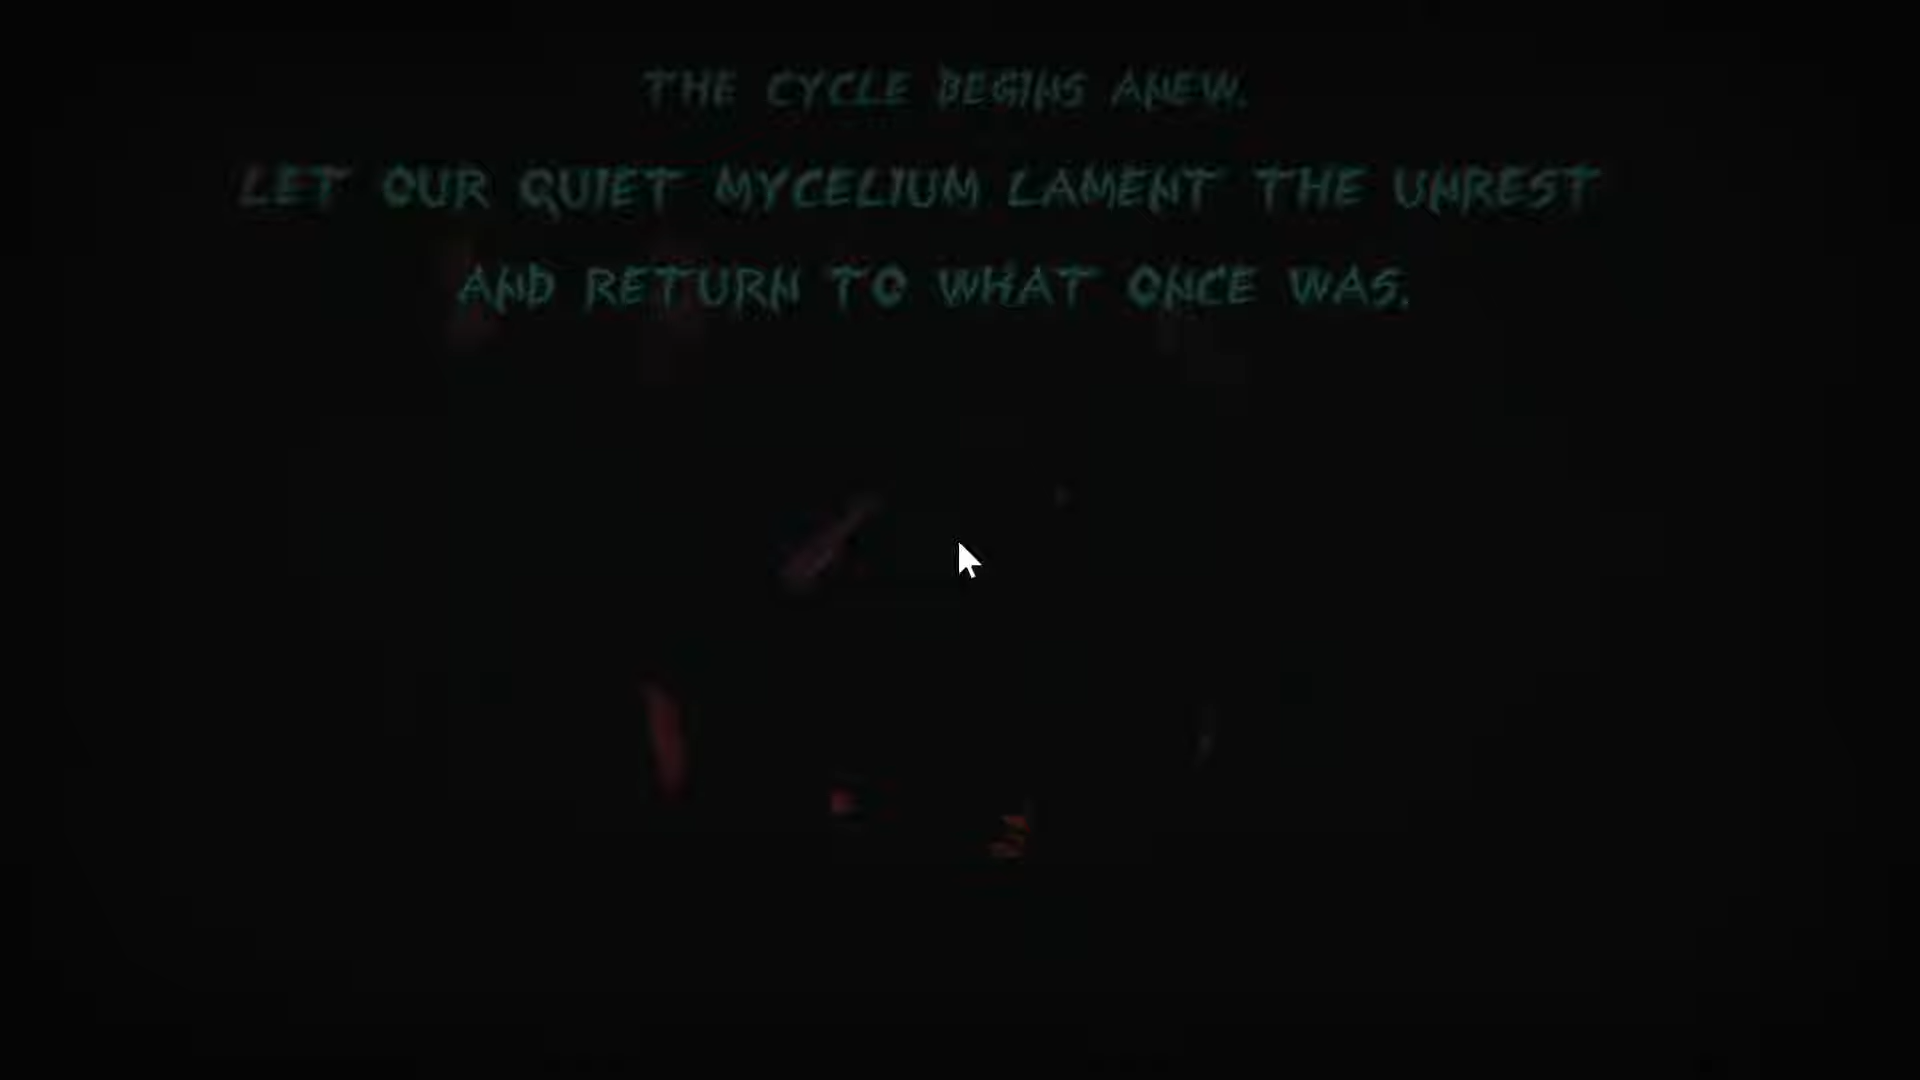 THE CYCLE BEGINS ANEW.
LET OUR QUIET MYCELIUM LAMENT THE UNREST
AND RETURN TO WHAT ONCE WAS.